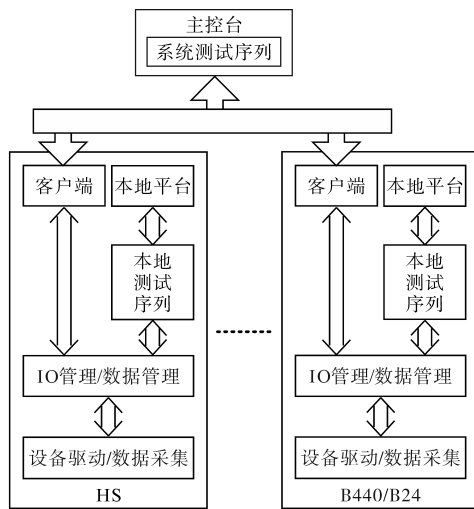 主控台
系统测试序列
客户端
本地平台
本地
测试
序列
IO管理/数据管理
设备驱动/数据采集
HS
客户端
本地平台
本地
测试
序列
IO管理/数据管理
设备驱动/数据采集
B440/B24